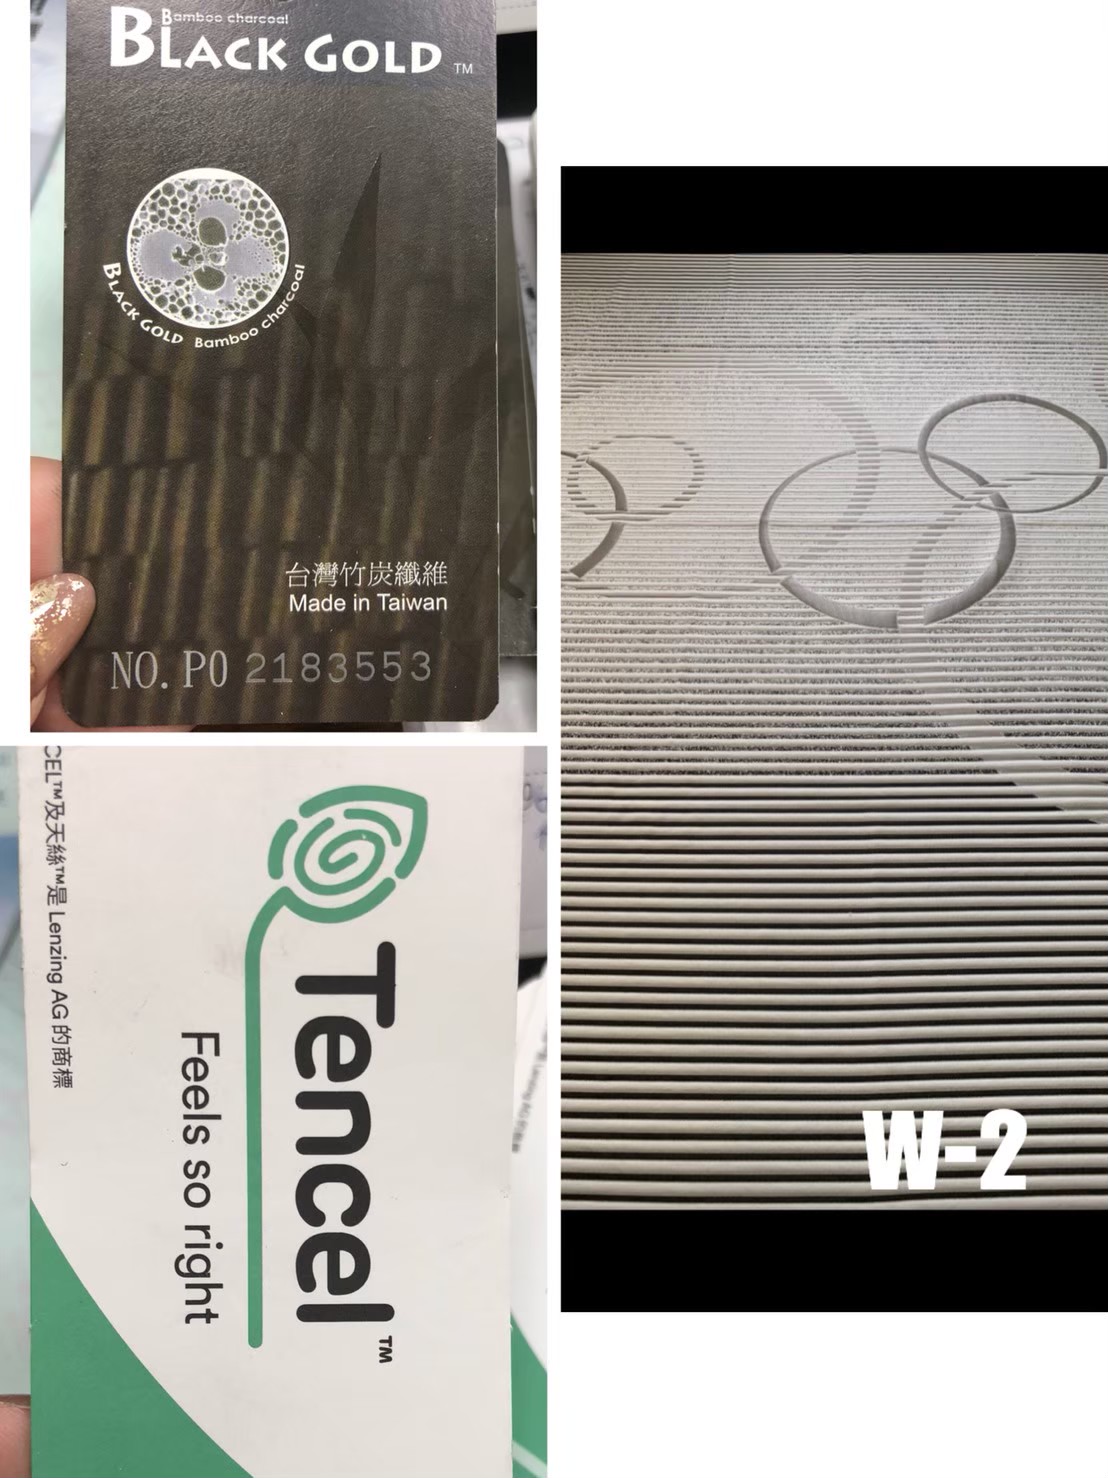 Bamboo charcoal
BLACK GOLD TM
BLACK GOLD Bamboo charcoal
台灣竹炭纖維
Made in Taiwan
NO. P0 2183553
CEL™及天絲™是 Lenzing AG 的商標
Tencel™
Feels so right
W-2